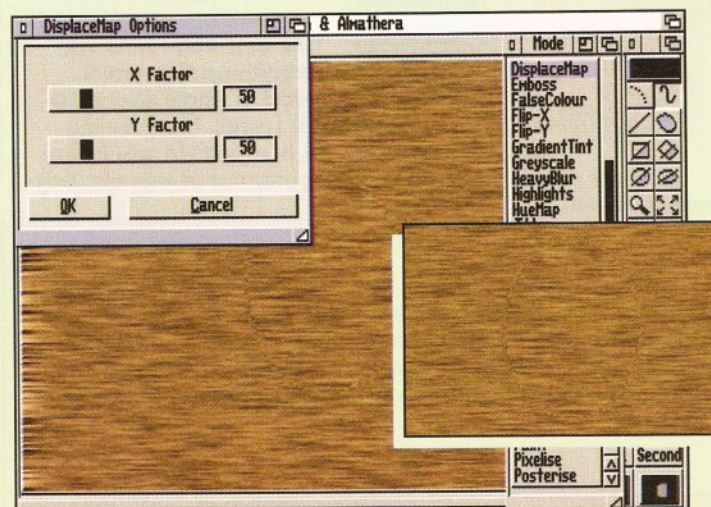 DisplaceMap Options
& Almathera
X Factor
50
Y Factor
50
OK
Cancel
Mode
DisplaceMap
Emboss
FalseColour
Flip-X
Flip-Y
GradientTint
Greyscale
HeavyBlur
Highlights
HueMap
Pixelise
Posterise
Second